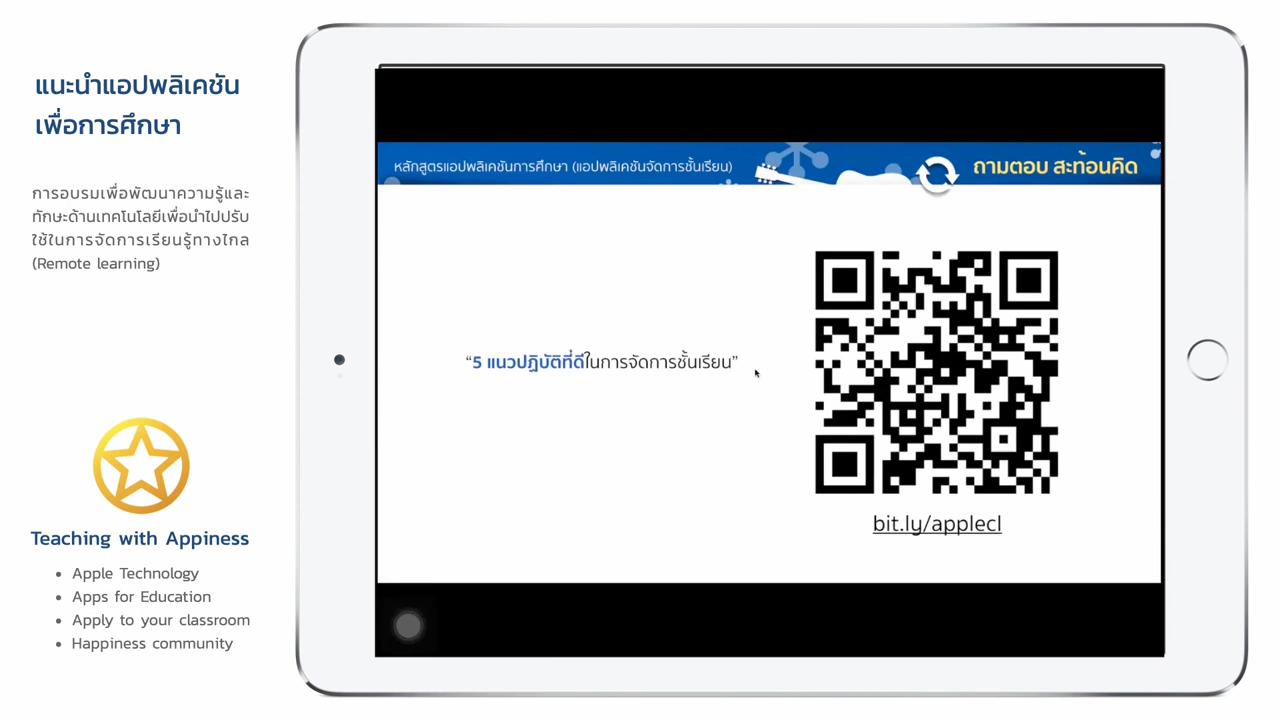 แนะนำแอปพลิเคชัน
เพื่อการศึกษา
การอบรมเพื่อพัฒนาความรู้และ
ทักษะด้านเทคโนโลยีเพื่อนำไปปรับ
ใช้ในการจัดการเรียนรู้ทางไกล
(Remote learning)
Teaching with Appiness
• Apple Technology
• Apps for Education
• Apply to your classroom
• Happiness community
หลักสูตรแอปพลิเคชันการศึกษา (แอปพลิเคชันจัดการชั้นเรียน)
ถามตอบ สะท้อนคิด
“5 แนวปฏิบัติที่ดีในการจัดการชั้นเรียน”
bit.ly/applecl